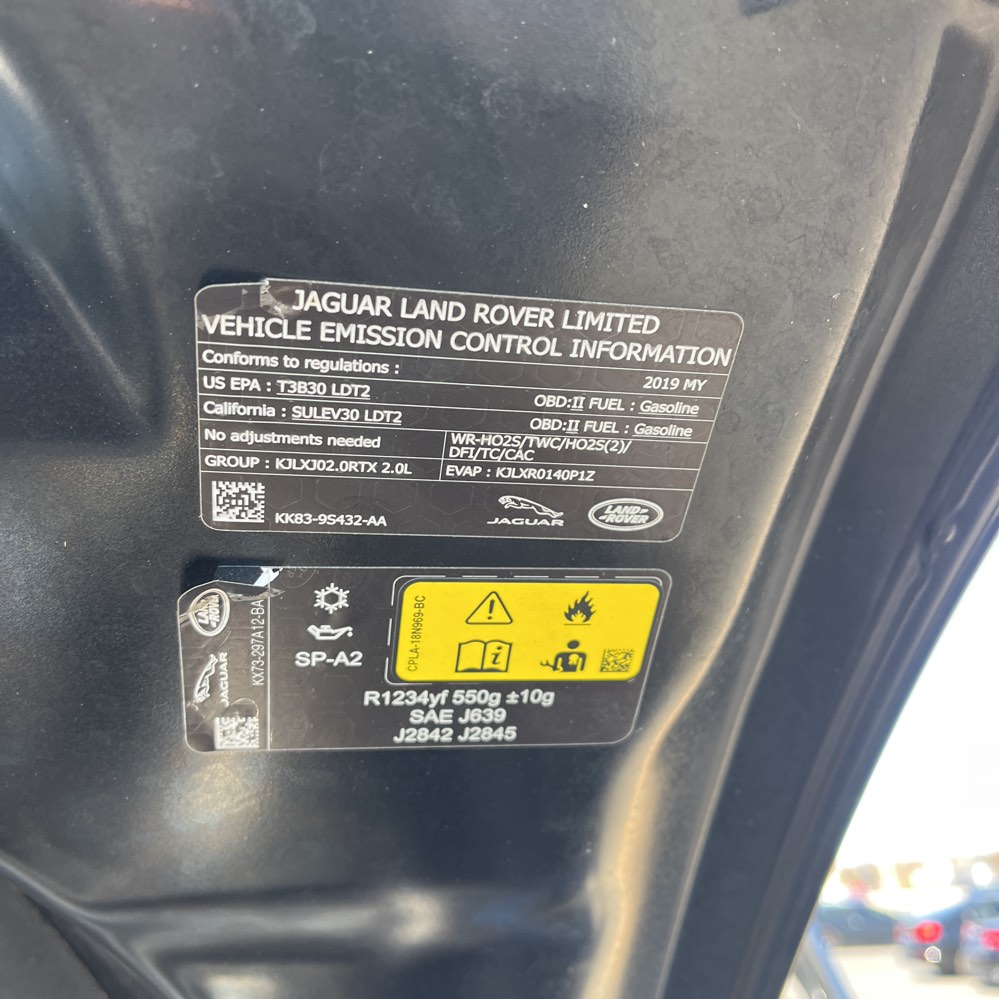 JAGUAR LAND ROVER LIMITED
VEHICLE EMISSION CONTROL INFORMATION
Conforms to regulations :
2019 MY
US EPA : T3B30 LDT2
OBD:II FUEL : Gasoline
California : SULEV30 LDT2
OBD:II FUEL : Gasoline
No adjustments needed
WR-HO2S/TWC/HO2S(2)/
DFI/TC/CAC
GROUP : KJLXJ02.0RTX 2.0L
EVAP : KJLXR0140P1Z
KK83-9S432-AA
JAGUAR
LAND-
-ROVER
LAND
ROVER
JAGUAR
KX73-297A12-BA
SP-A2
CPLA-18N969-BC
R1234yf 550g ±10g
SAE J639
J2842 J2845